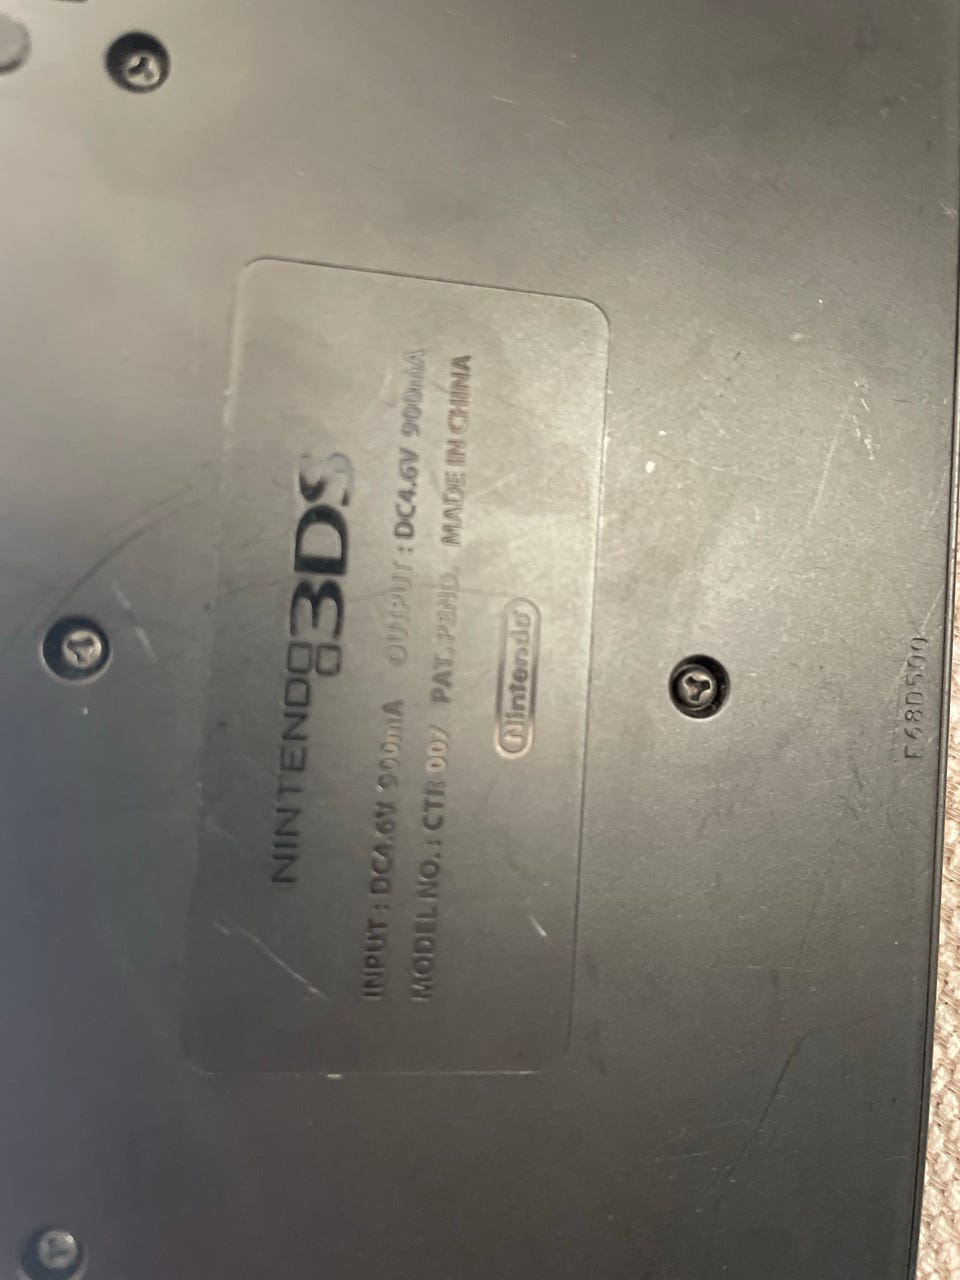 NINTENDO 3DS
INPUT : DC4.6V 900mA OUTPUT : DC4.6V 900mA
MODEL NO. : CTR-007 PAT. PEND. MADE IN CHINA
Nintendo